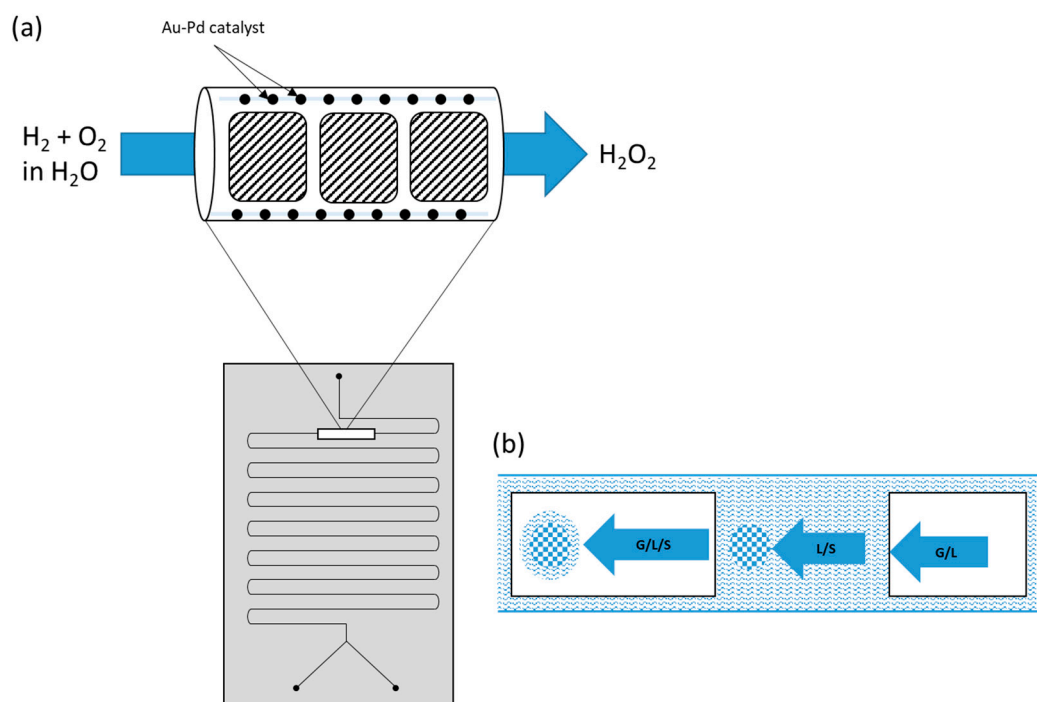 (a)
Au-Pd catalyst
H₂ + O₂
in H₂O
H₂O₂
(b)
G/L/S
L/S
G/L